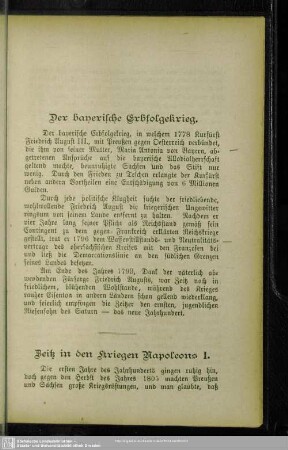 Der bayerische Erbfolgekrieg.
Der bayerische Erbfolgekrieg, in welchem 1778 Kurfürst
Friedrich August III., mit Preußen gegen Oesterreich verbündet,
die ihm von seiner Mutter, Maria Antonia von Bayern, ab-
getretenen Ansprüche auf die bayerische Allodialherrschaft
geltend machte, beunruhigte Sachsen und das Stift nur
wenig. Durch den Frieden zu Teschen erlangte der Kurfürst
neben andern Vortheilen eine Entschädigung von 6 Millionen
Gulden.
Durch jede politische Klugheit suchte der friedliebende,
wohlwollende Friedrich August die kriegerischen Ungewitter
ringsum von seinem Lande entfernt zu halten. Nachdem er
vier Jahre lang seiner Pflicht als Reichsstand gemäß sein
Contingent zu dem gegen Frankreich erklärten Reichskriege
gestellt, trat er 1796 dem Waffenstillstands- und Neutralitäts-
vertrage des obersächsischen Kreises mit den Franzosen bei
und ließ die Demarcationslinie an den südlichen Grenzen
seines Landes besetzen.
Am Ende des Jahres 1799, Dank der väterlich ab-
wehrenden Fürsorge Friedrich Augusts, war Zeitz noch in
friedlichem, blühenden Wohlstande, während des Krieges
rauher Eisentritt in andern Ländern schon gellend wiederklang,
und feierlich empfingen die Zeitzer den ernsten, jugendlichen
Riesensohn des Saturn — das neue Jahrhundert.
Zeitz in den Kriegen Napoleons I.
Die ersten Jahre des Jahrhunderts gingen ruhig hin,
doch gegen den Herbst des Jahres 1805 machten Preußen
und Sachsen große Kriegsrüstungen, und man glaubte, daß